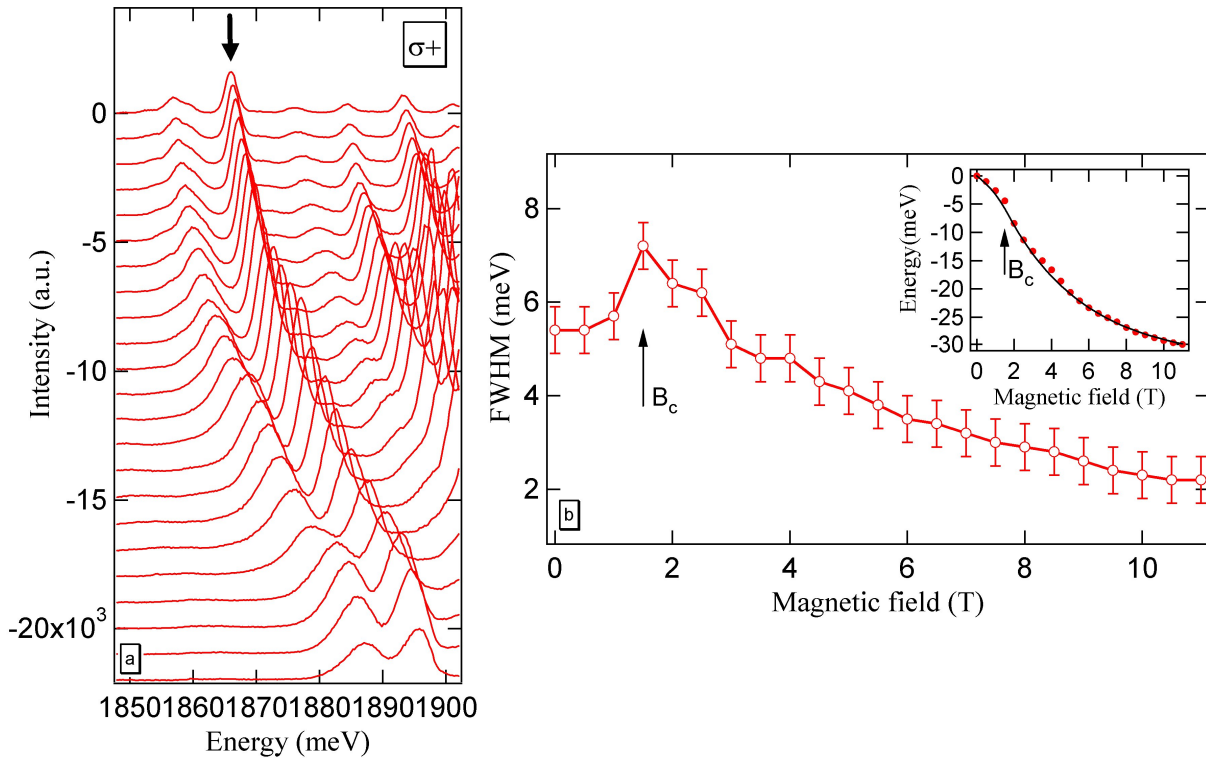 σ+
0
-5
-10
-15
-20x10³
Intensity (a.u.)
a
1850 1860 1870 1880 1890 1900
Energy (meV)
8
6
4
2
FWHM (meV)
B_c
b
0 2 4 6 8 10
Magnetic field (T)
0
-5
-10
-15
-20
-25
-30
Energy(meV)
B_c
0 2 4 6 8 10
Magnetic field (T)